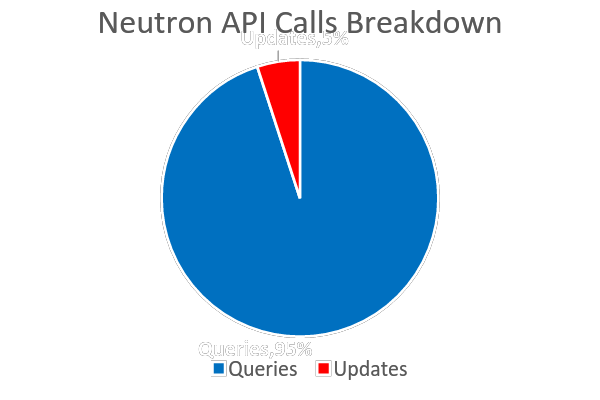 Neutron API Calls Breakdown
Updates,5%
Queries,95%
Queries
Updates